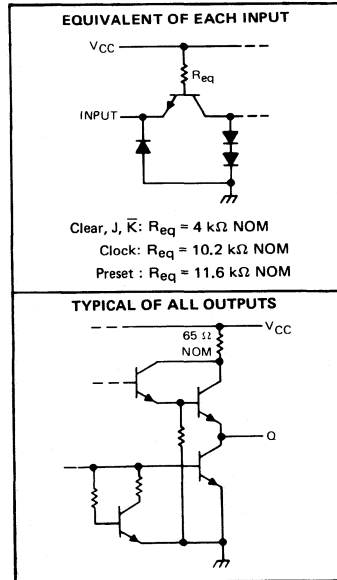 EQUIVALENT OF EACH INPUT
VCC
Req
INPUT
Clear, J, K̅: Req = 4 kΩ NOM
Clock: Req = 10.2 kΩ NOM
Preset : Req = 11.6 kΩ NOM
TYPICAL OF ALL OUTPUTS
VCC
65 Ω
NOM
Q